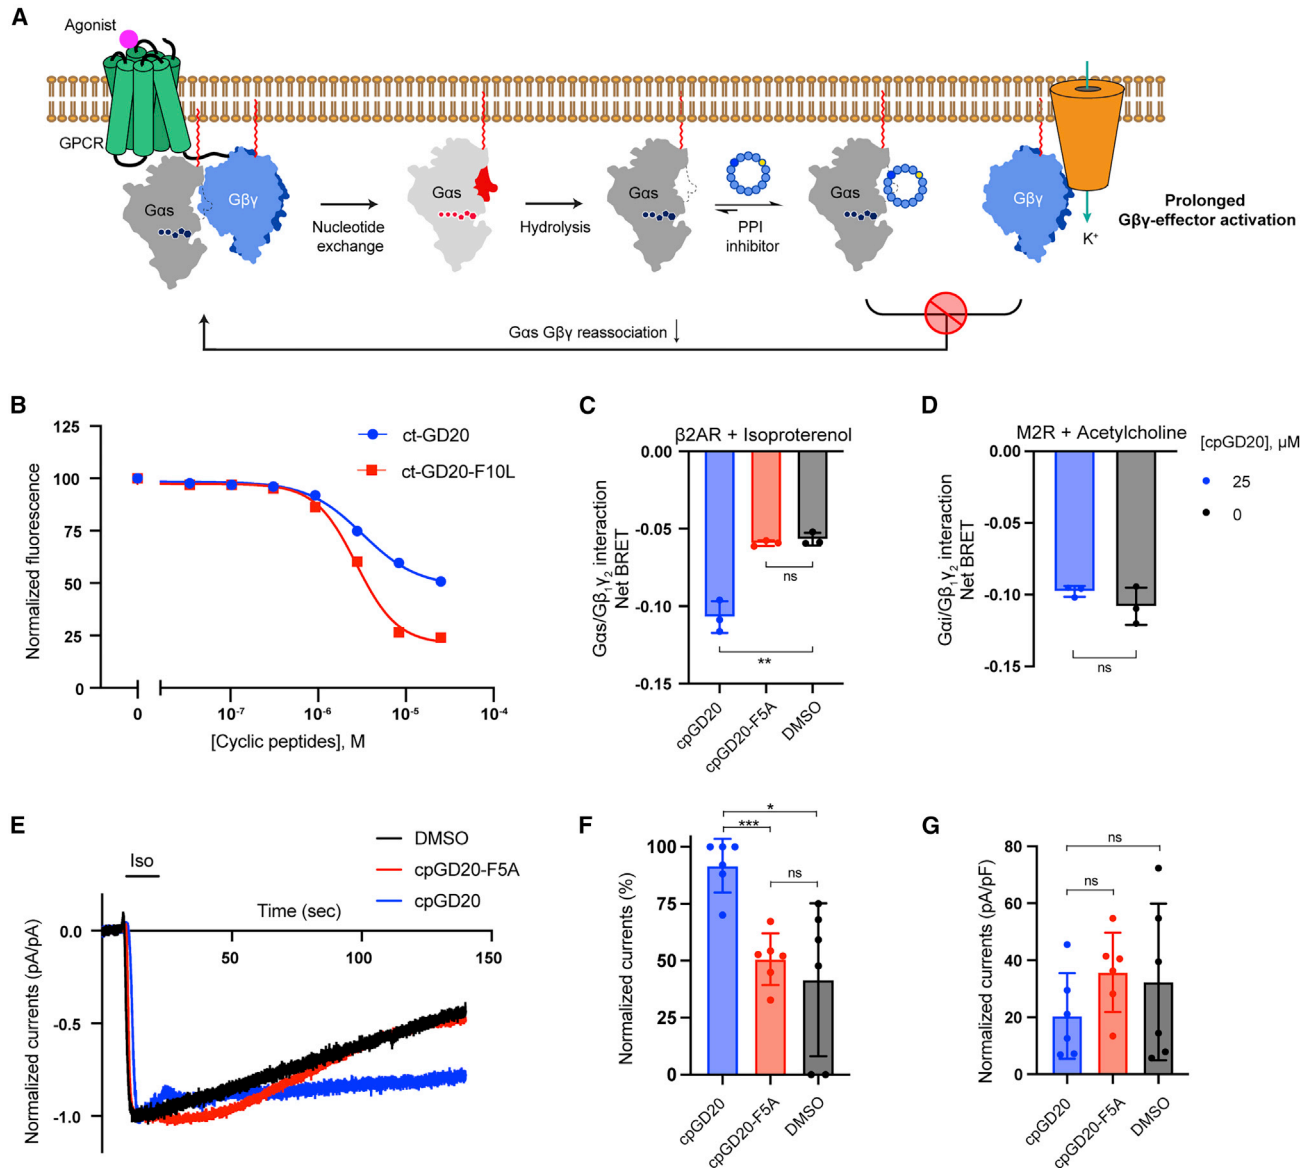 A
Agonist
GPCR
Gαs
Gβγ
Nucleotide
exchange
Gαs
Hydrolysis
Gαs
PPI
inhibitor
Gαs
Gβγ
K⁺
Prolonged
Gβγ-effector activation
Gαs Gβγ reassociation ↓
B
Normalized fluorescence
125
100
75
50
25
0
0
10⁻⁷
10⁻⁶
10⁻⁵
10⁻⁴
[Cyclic peptides], M
ct-GD20
ct-GD20-F10L
C
β2AR + Isoproterenol
Gαs/Gβ₁γ₂ interaction
Net BRET
0.00
-0.05
-0.10
-0.15
ns
**
cpGD20
cpGD20-F5A
DMSO
D
M2R + Acetylcholine
Gαi/Gβ₁γ₂ interaction
Net BRET
0.00
-0.05
-0.10
-0.15
ns
[cpGD20], μM
25
0
E
DMSO
cpGD20-F5A
cpGD20
Iso
Time (sec)
50
100
150
Normalized currents (pA/pA)
0.0
-0.5
-1.0
F
Normalized currents (%)
100
75
50
25
0
*
***
ns
cpGD20
cpGD20-F5A
DMSO
G
Normalized currents (pA/pF)
80
60
40
20
0
ns
ns
cpGD20
cpGD20-F5A
DMSO